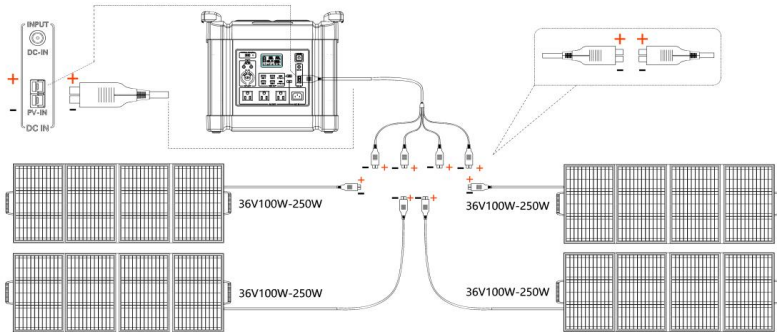 INPUT
DC-IN
+
-
PV-IN
DC IN
+
-
+ +
- -
- + - + - + - +
+
-
36V100W-250W
+
-
36V100W-250W
- + - +
36V100W-250W
36V100W-250W